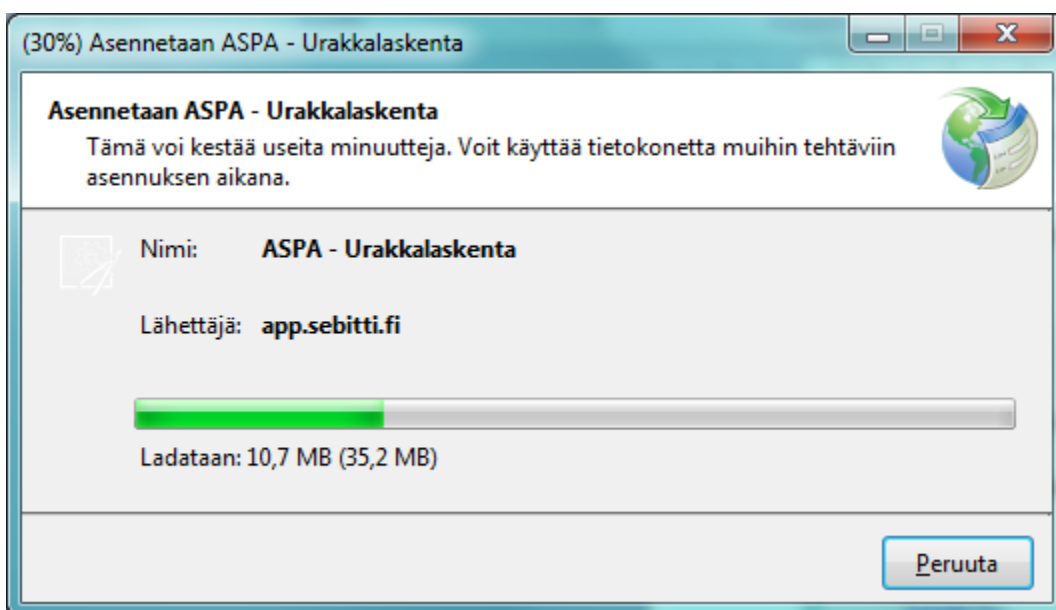 (30%) Asennetaan ASPA - Urakkalaskenta
Asennetaan ASPA - Urakkalaskenta
Tämä voi kestää useita minuutteja. Voit käyttää tietokonetta muihin tehtäviin
asennuksen aikana.
Nimi: ASPA - Urakkalaskenta
Lähettäjä: app.sebitti.fi
Ladataan: 10,7 MB (35,2 MB)
Peruuta